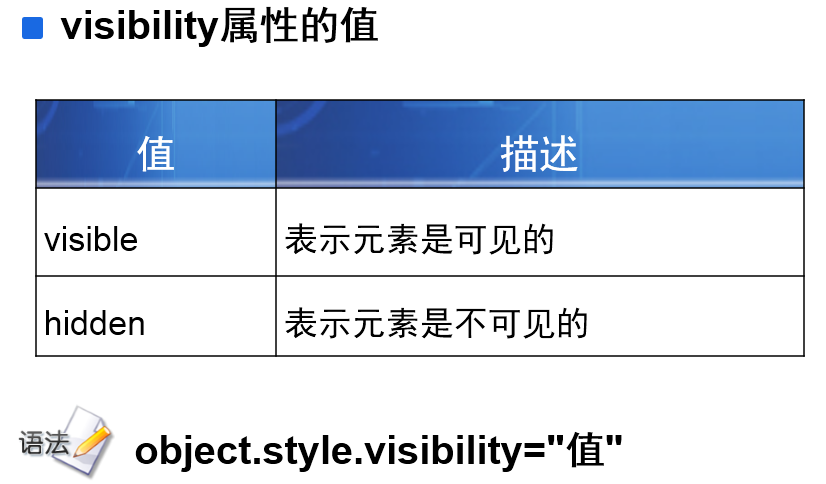 visibility属性的值
值 描述
visible 表示元素是可见的
hidden 表示元素是不可见的
语法 object.style.visibility="值"